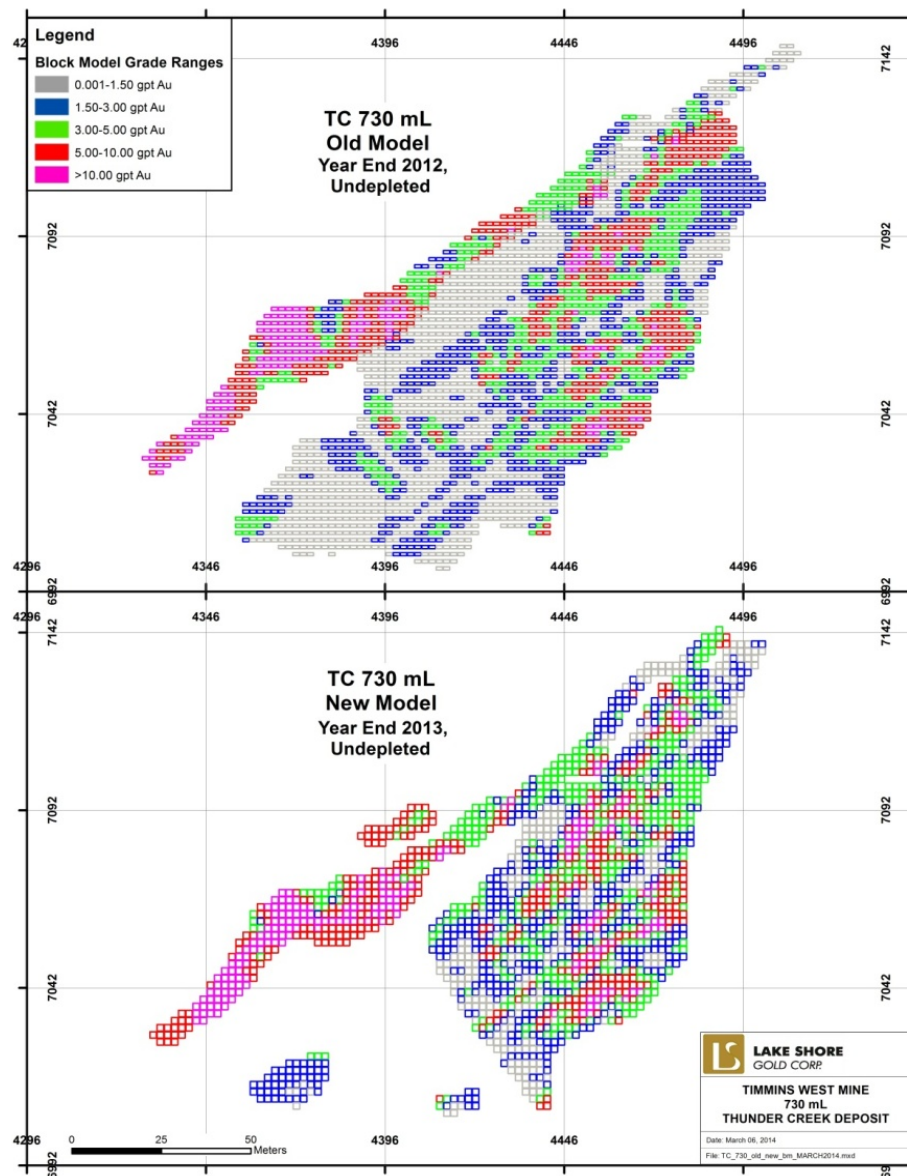 Legend
Block Model Grade Ranges
0.001-1.50 gpt Au
1.50-3.00 gpt Au
3.00-5.00 gpt Au
5.00-10.00 gpt Au
>10.00 gpt Au
4396
4446
4496
7142
7142
TC 730 mL
Old Model
Year End 2012,
Undepleted
7092
7092
7042
7042
4296
4346
4396
4446
4496
6992
6992
7142
7142
TC 730 mL
New Model
Year End 2013,
Undepleted
7092
7092
7042
7042
LS
LAKE SHORE
GOLD CORP.
TIMMINS WEST MINE
730 mL
THUNDER CREEK DEPOSIT
Date: March 06, 2014
File: TC_730_old_new_bm_MARCH2014.mxd
0 25 50
Meters
4296
4346
4396
4446
6992